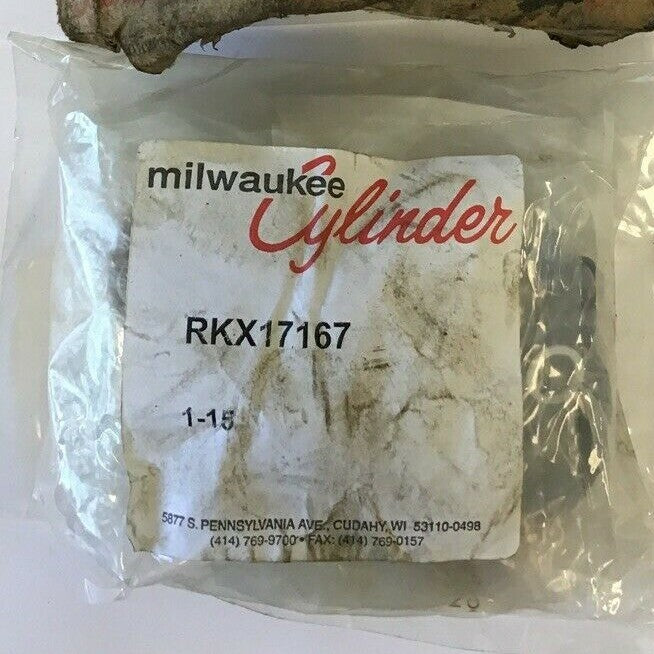 milwaukee
Cylinder
RKX17167
1-15
5877 S. PENNSYLVANIA AVE., CUDAHY, WI 53110-0498
(414) 769-9700 • FAX: (414) 769-0157